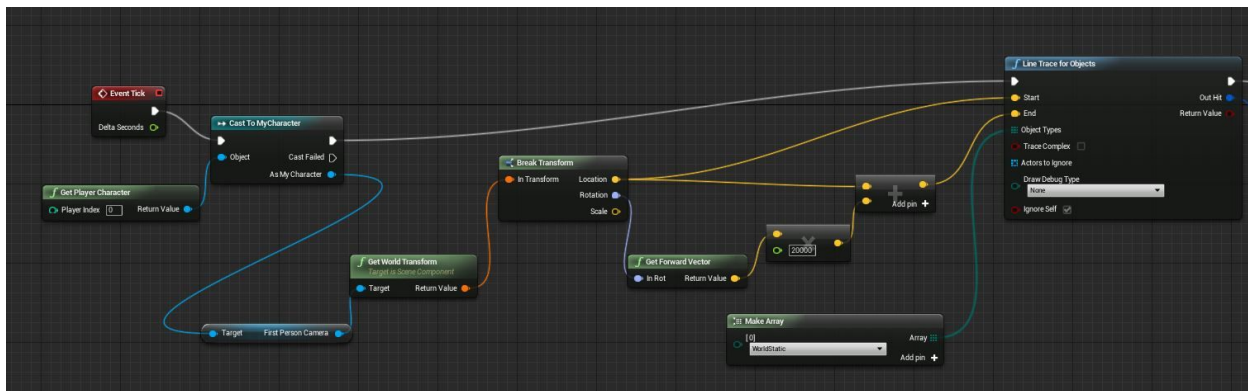 Event Tick
Delta Seconds
Get Player Character
Player Index 0 Return Value
Cast To MyCharacter
Object Cast Failed
As My Character
Get World Transform
Target is Scene Component
Target Return Value
Target First Person Camera
Break Transform
In Transform Location
Rotation
Scale
Get Forward Vector
In Rot Return Value
20000
Add pin +
Make Array
[0] Array
WorldStatic
Add pin +
Line Trace for Objects
Start Out Hit
End Return Value
Object Types
Trace Complex
Actors to Ignore
Draw Debug Type
None
Ignore Self